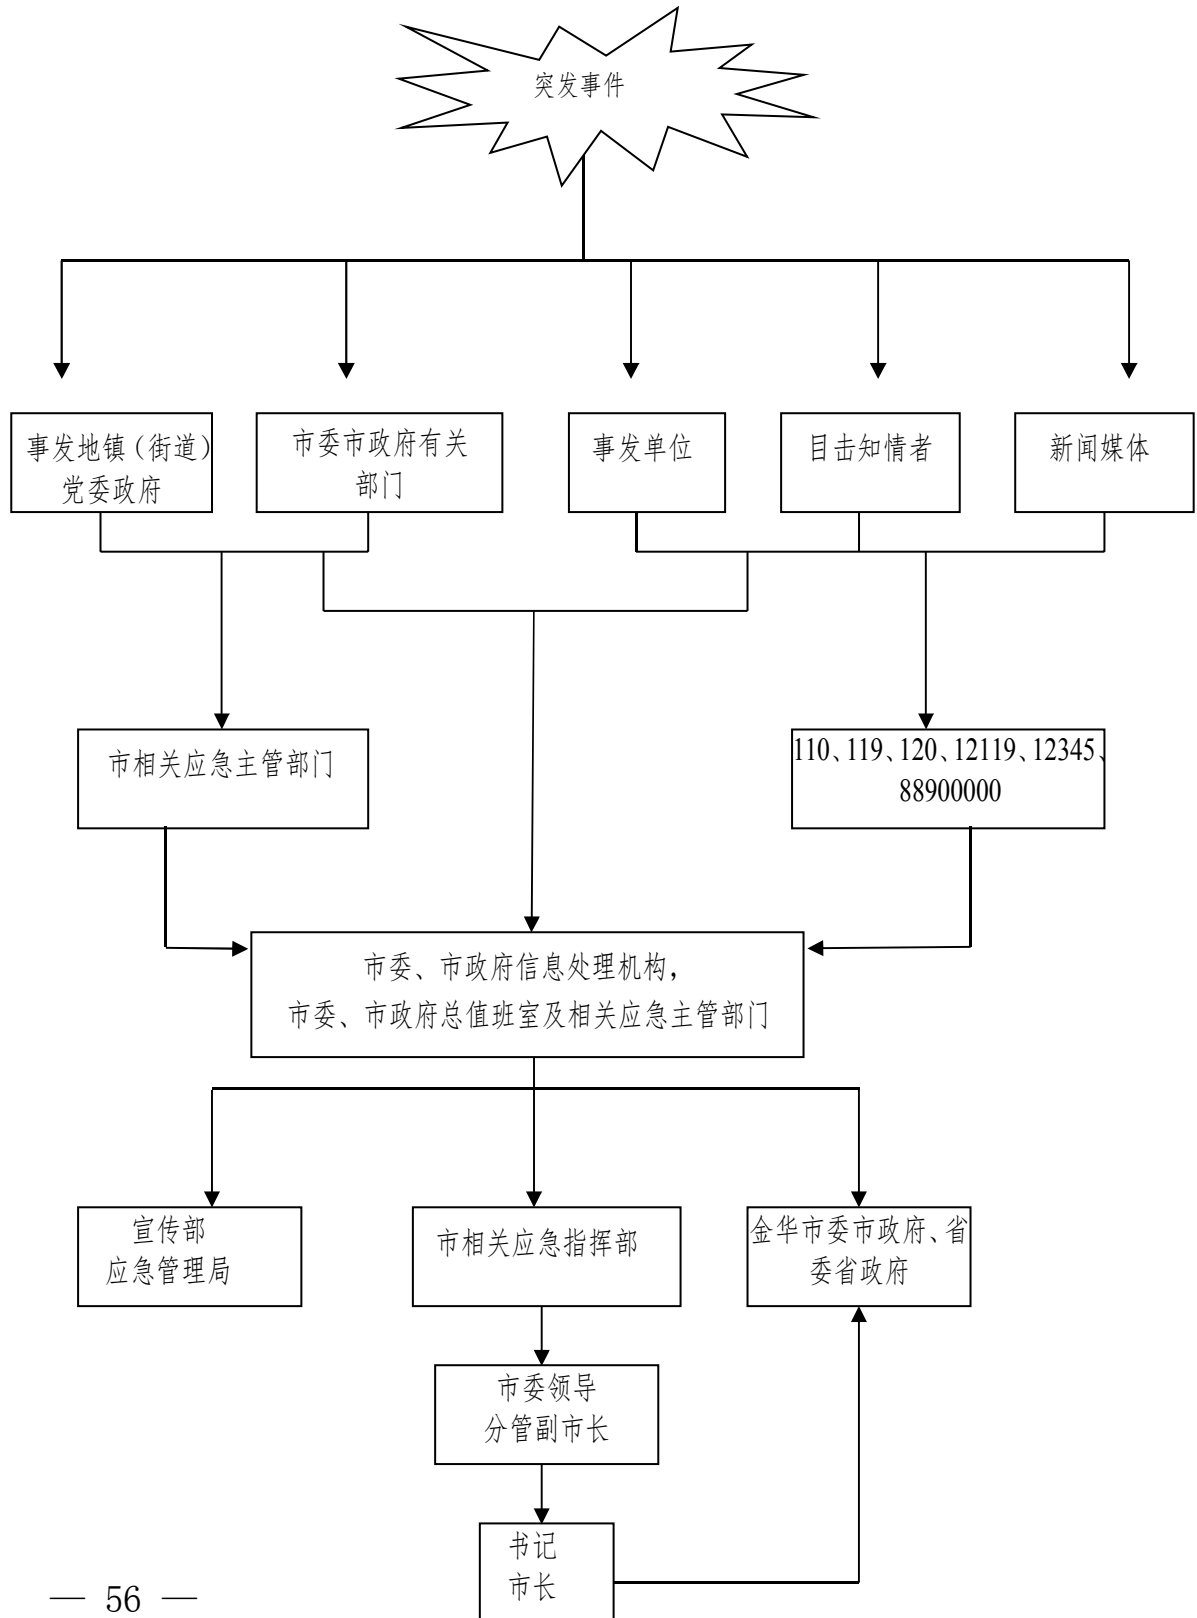 突发事件
事发地镇（街道）
党委政府
市委市政府有关
部门
事发单位
目击知情者
新闻媒体
市相关应急主管部门
110、119、120、12119、12345、
88900000
市委、市政府信息处理机构，
市委、市政府总值班室及相关应急主管部门
宣传部
应急管理局
市相关应急指挥部
金华市委市政府、省
委省政府
市委领导
分管副市长
书记
市长
— 56 —